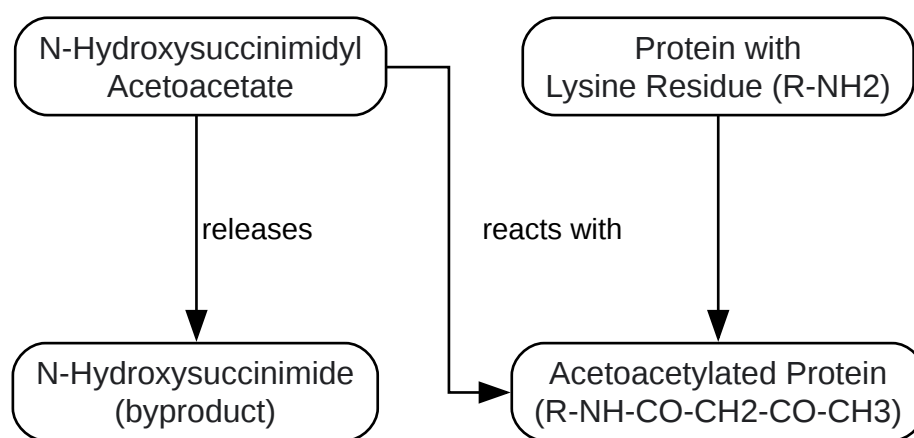 N-Hydroxysuccinimidyl
Acetoacetate
Protein with
Lysine Residue (R-NH2)
releases
reacts with
N-Hydroxysuccinimide
(byproduct)
Acetoacetylated Protein
(R-NH-CO-CH2-CO-CH3)